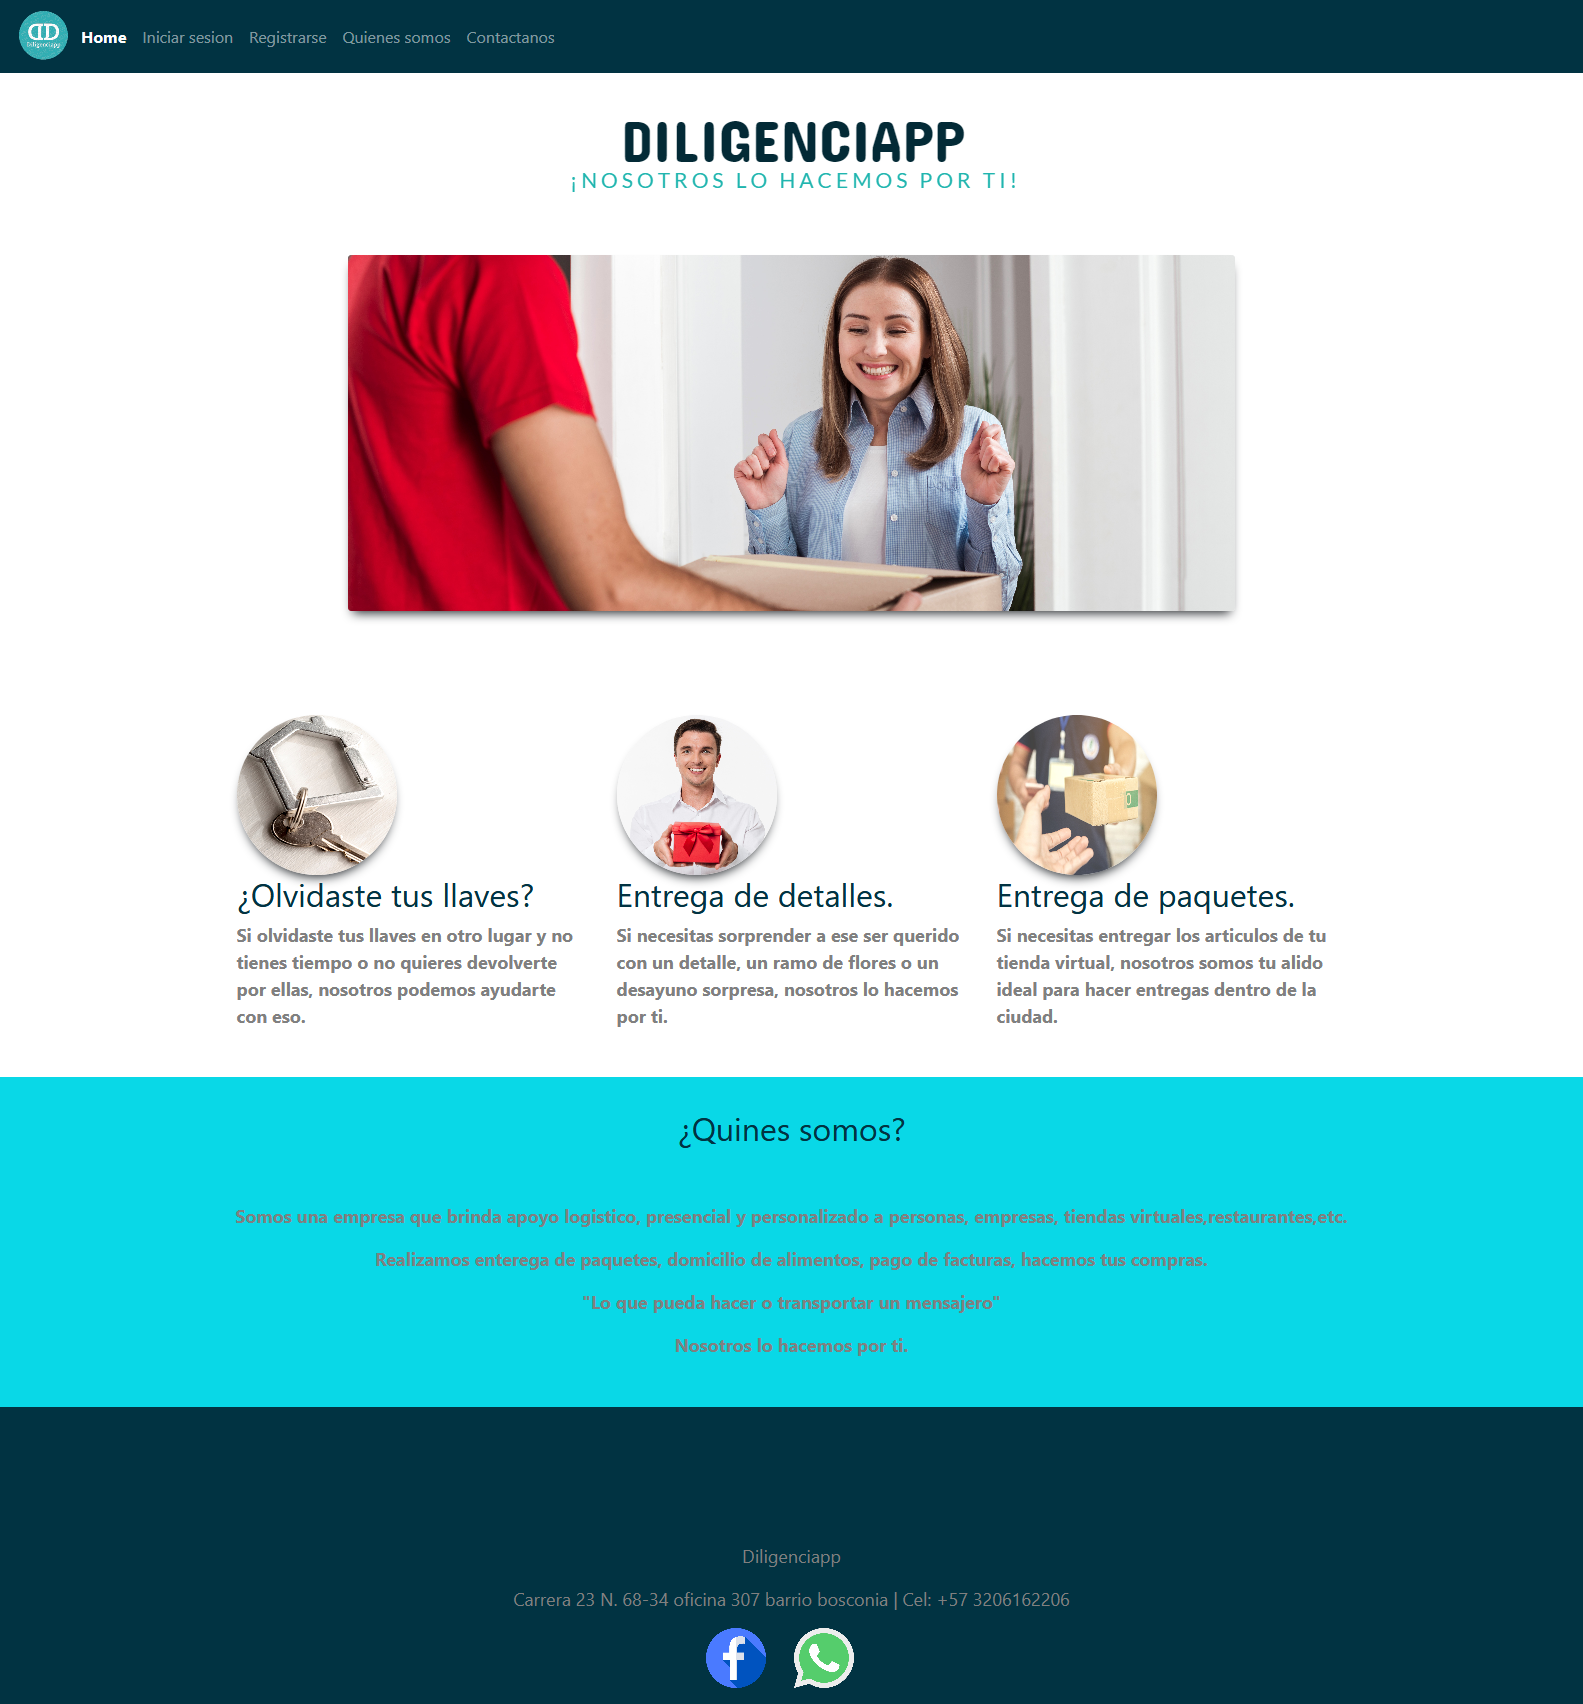 DD
Diligenciapp
Home Iniciar sesion Registrarse Quienes somos Contactanos
DILIGENCIAPP
¡NOSOTROS LO HACEMOS POR TI!
¿Olvidaste tus llaves?
Si olvidaste tus llaves en otro lugar y no
tienes tiempo o no quieres devolverte
por ellas, nosotros podemos ayudarte
con eso.
Entrega de detalles.
Si necesitas sorprender a ese ser querido
con un detalle, un ramo de flores o un
desayuno sorpresa, nosotros lo hacemos
por ti.
Entrega de paquetes.
Si necesitas entregar los articulos de tu
tienda virtual, nosotros somos tu alido
ideal para hacer entregas dentro de la
ciudad.
¿Quines somos?
Somos una empresa que brinda apoyo logistico, presencial y personalizado a personas, empresas, tiendas virtuales,restaurantes,etc.
Realizamos enterega de paquetes, domicilio de alimentos, pago de facturas, hacemos tus compras.
"Lo que pueda hacer o transportar un mensajero"
Nosotros lo hacemos por ti.
Diligenciapp
Carrera 23 N. 68-34 oficina 307 barrio bosconia | Cel: +57 3206162206